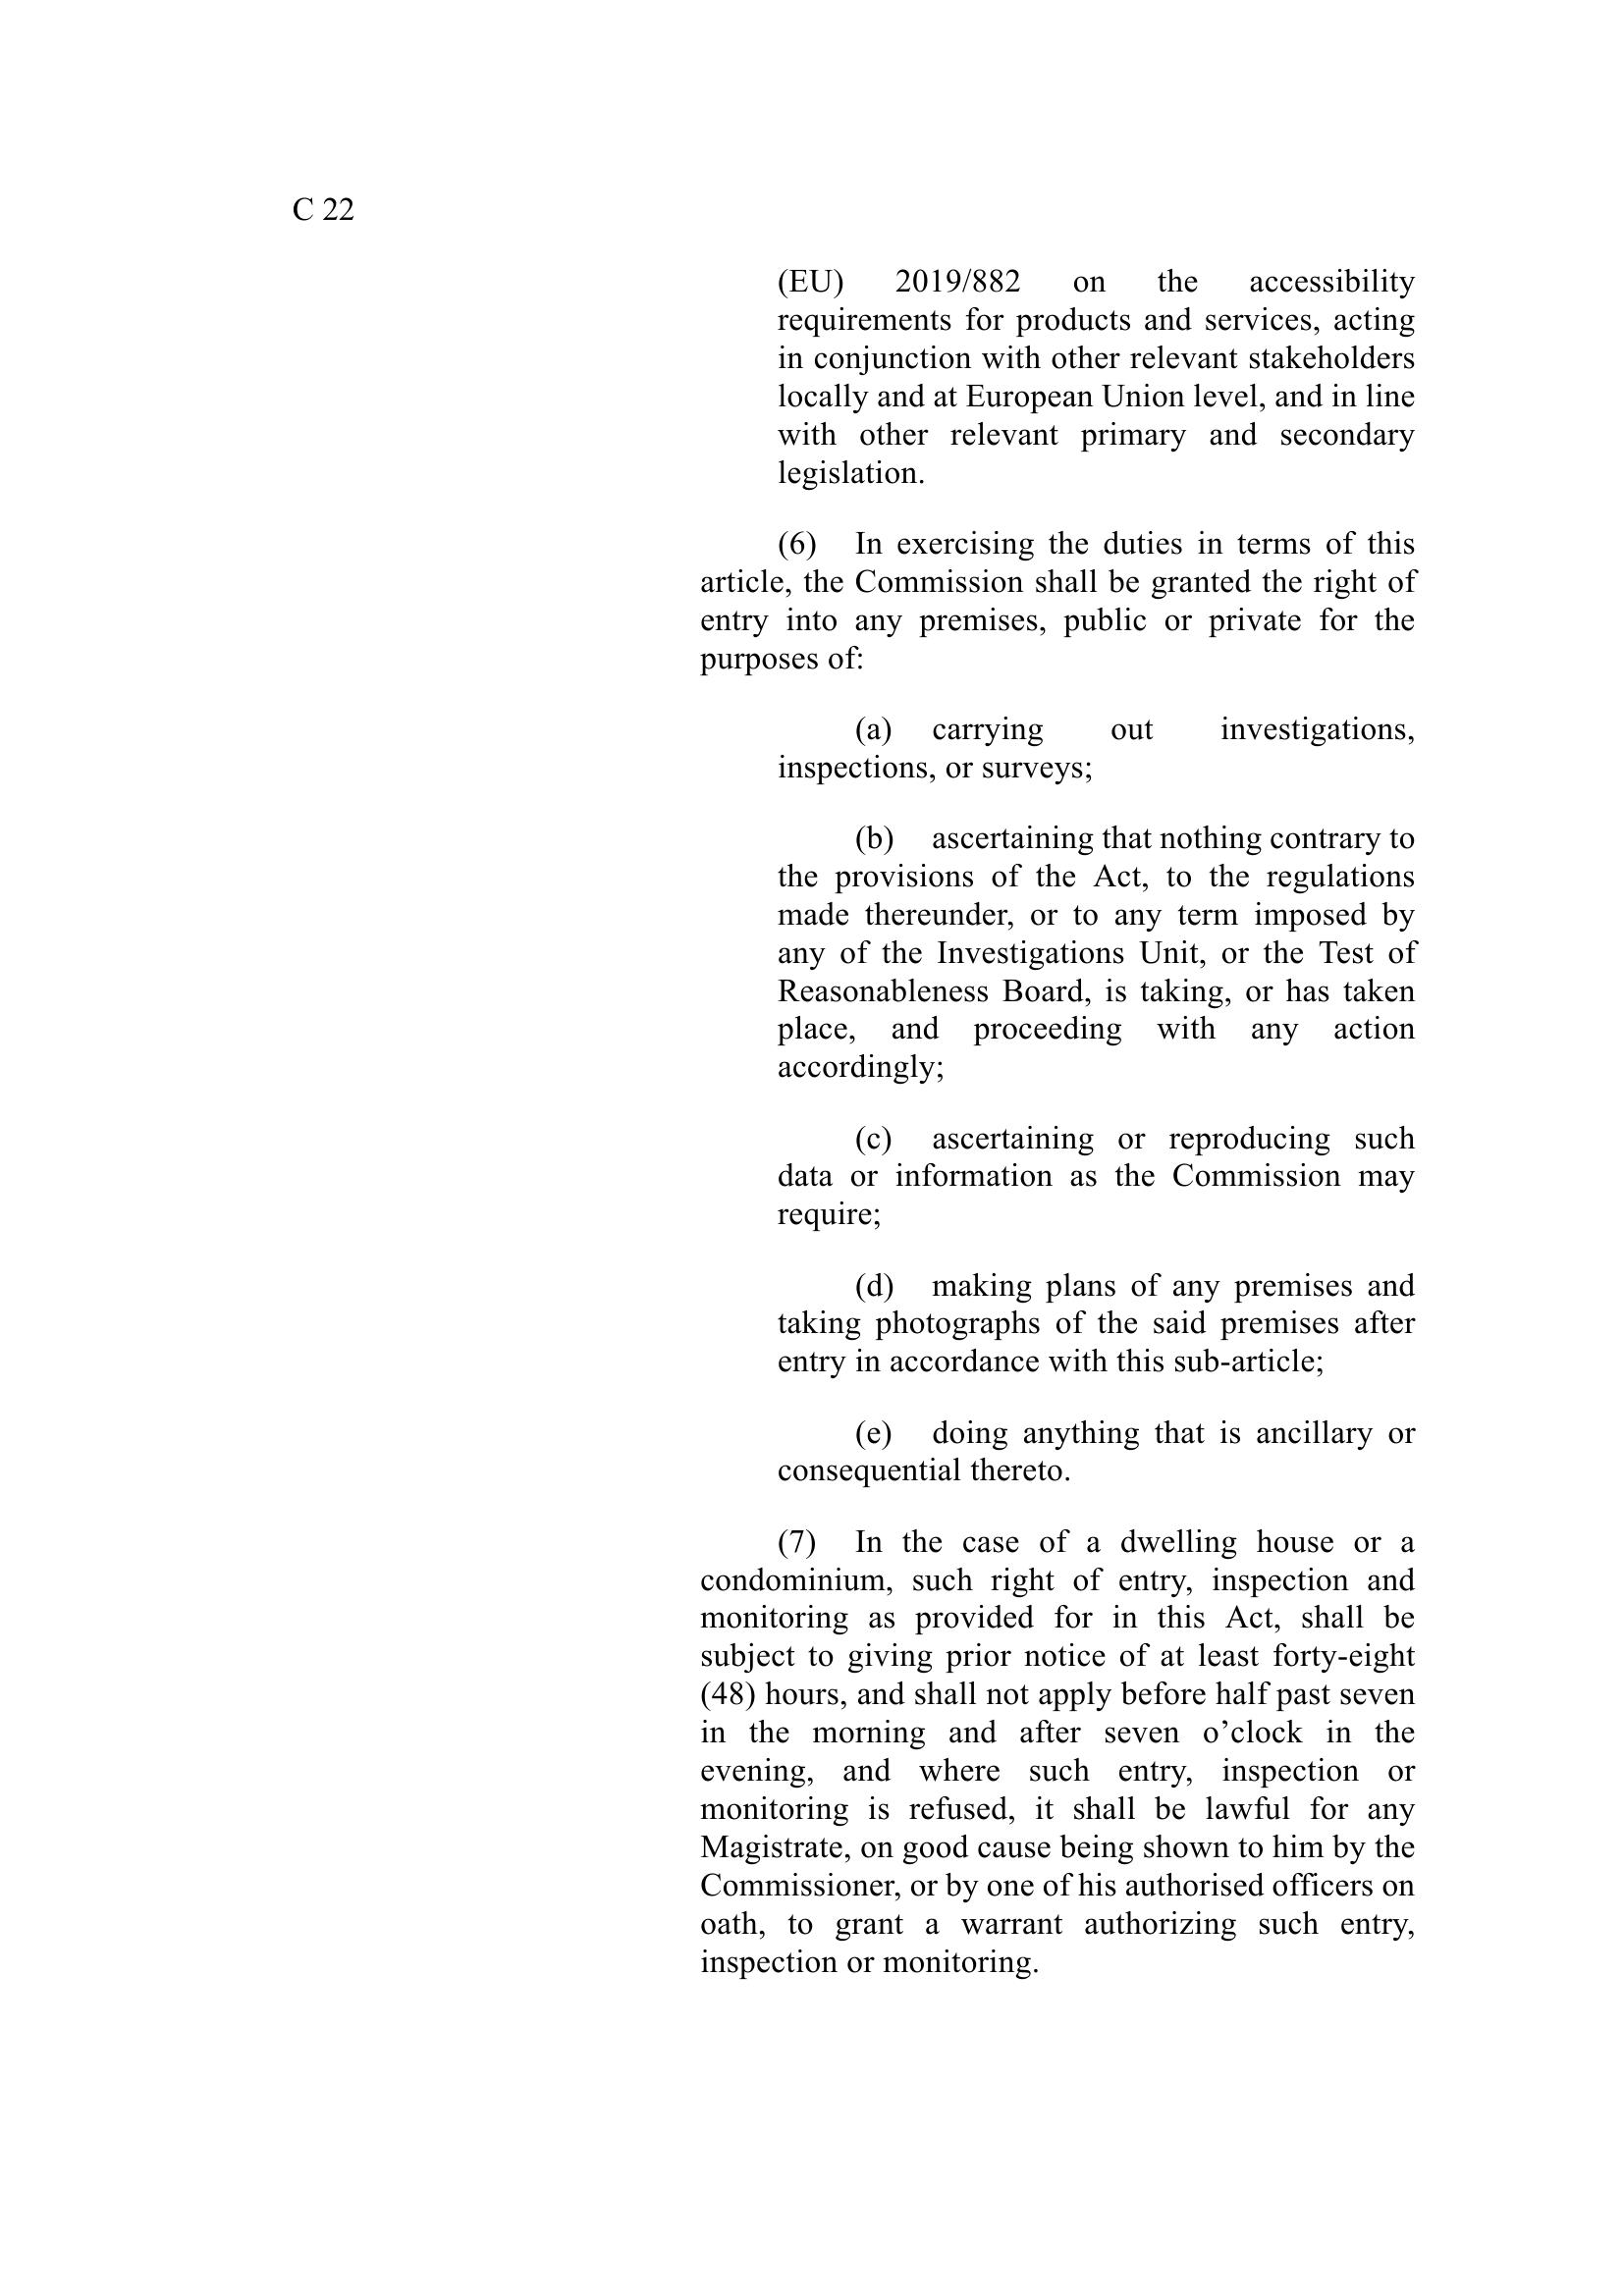 C 22
(EU) 2019/882 on the accessibility
requirements for products and services, acting
in conjunction with other relevant stakeholders
locally and at European Union level, and in line
with other relevant primary and secondary
legislation.
(6) In exercising the duties in terms of this
article, the Commission shall be granted the right of
entry into any premises, public or private for the
purposes of:
(a) carrying out investigations,
inspections, or surveys;
(b) ascertaining that nothing contrary to
the provisions of the Act, to the regulations
made thereunder, or to any term imposed by
any of the Investigations Unit, or the Test of
Reasonableness Board, is taking, or has taken
place, and proceeding with any action
accordingly;
(c) ascertaining or reproducing such
data or information as the Commission may
require;
(d) making plans of any premises and
taking photographs of the said premises after
entry in accordance with this sub-article;
(e) doing anything that is ancillary or
consequential thereto.
(7) In the case of a dwelling house or a
condominium, such right of entry, inspection and
monitoring as provided for in this Act, shall be
subject to giving prior notice of at least forty-eight
(48) hours, and shall not apply before half past seven
in the morning and after seven o’clock in the
evening, and where such entry, inspection or
monitoring is refused, it shall be lawful for any
Magistrate, on good cause being shown to him by the
Commissioner, or by one of his authorised officers on
oath, to grant a warrant authorizing such entry,
inspection or monitoring.